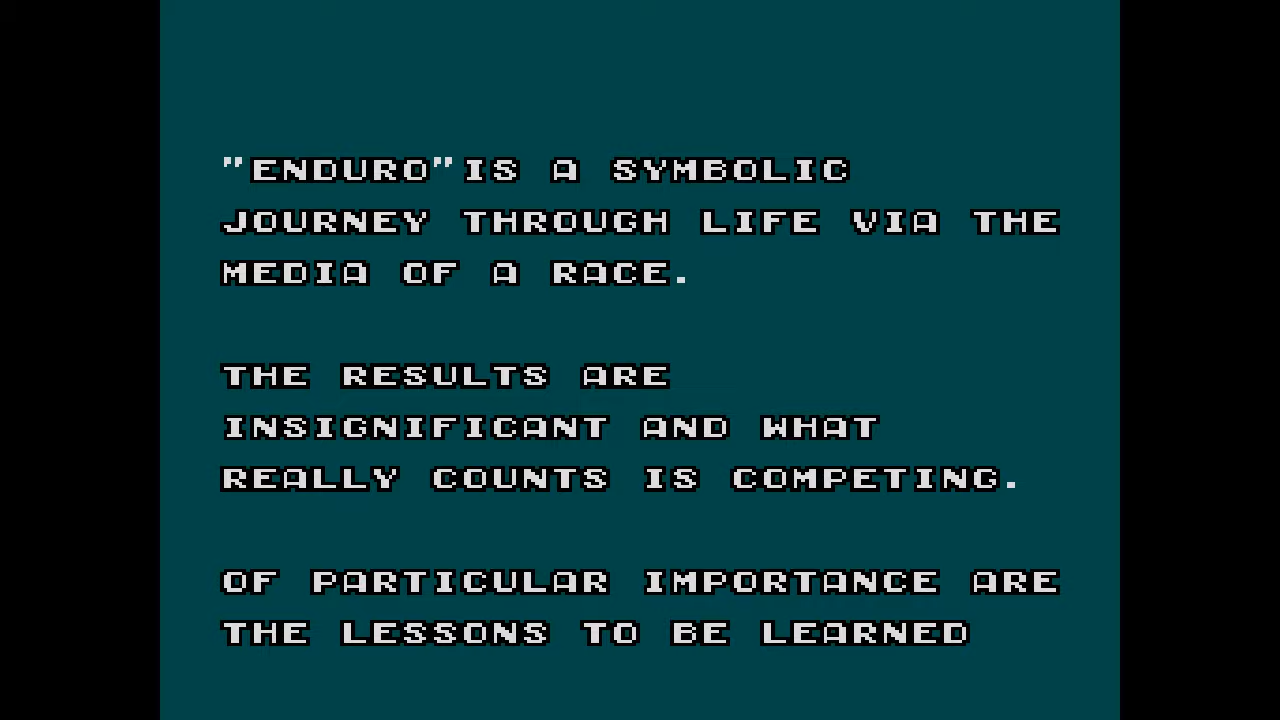 "ENDURO"IS A SYMBOLIC
JOURNEY THROUGH LIFE VIA THE
MEDIA OF A RACE.
THE RESULTS ARE
INSIGNIFICANT AND WHAT
REALLY COUNTS IS COMPETING.
OF PARTICULAR IMPORTANCE ARE
THE LESSONS TO BE LEARNED